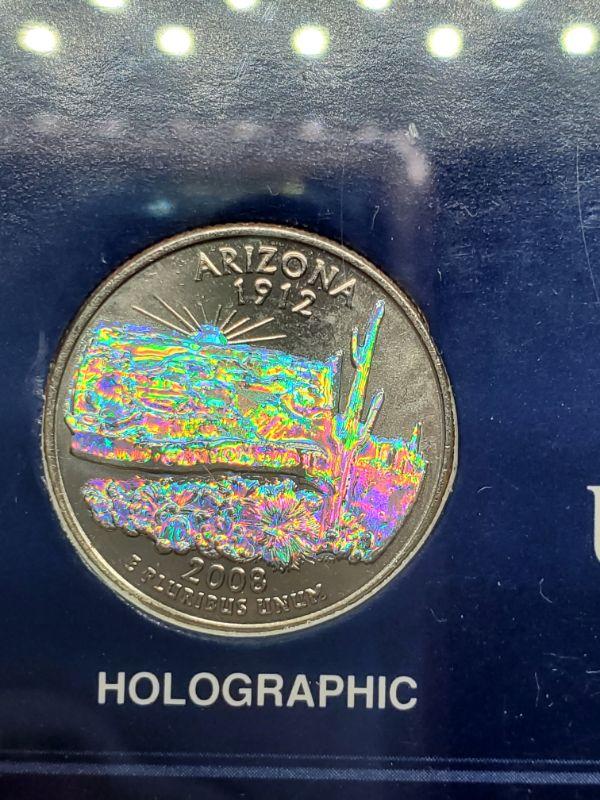 ARIZONA
1912
GRAND CANYON STATE
2008
E PLURIBUS UNUM
HOLOGRAPHIC
U